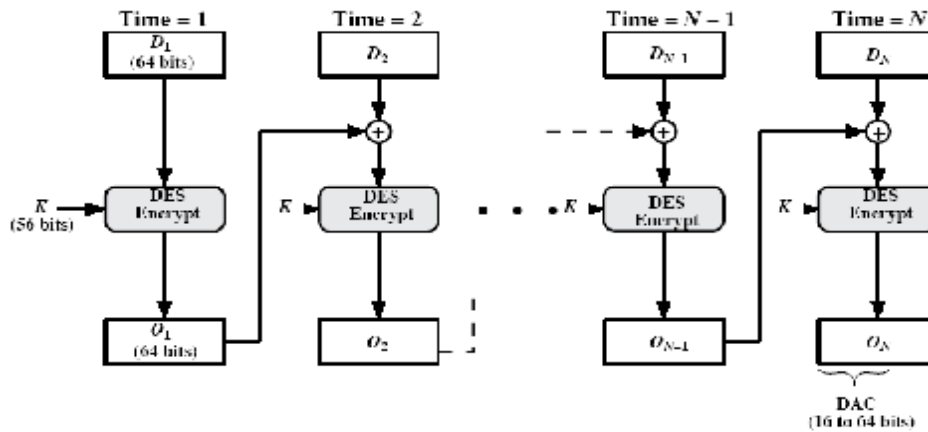 Time = 1
Time = 2
Time = N – 1
Time = N
D1
(64 bits)
D2
DN-1
DN
+
+
+
K
(56 bits)
DES
Encrypt
K
DES
Encrypt
• • •
K
DES
Encrypt
K
DES
Encrypt
O1
(64 bits)
O2
ON-1
ON
DAC
(16 to 64 bits)